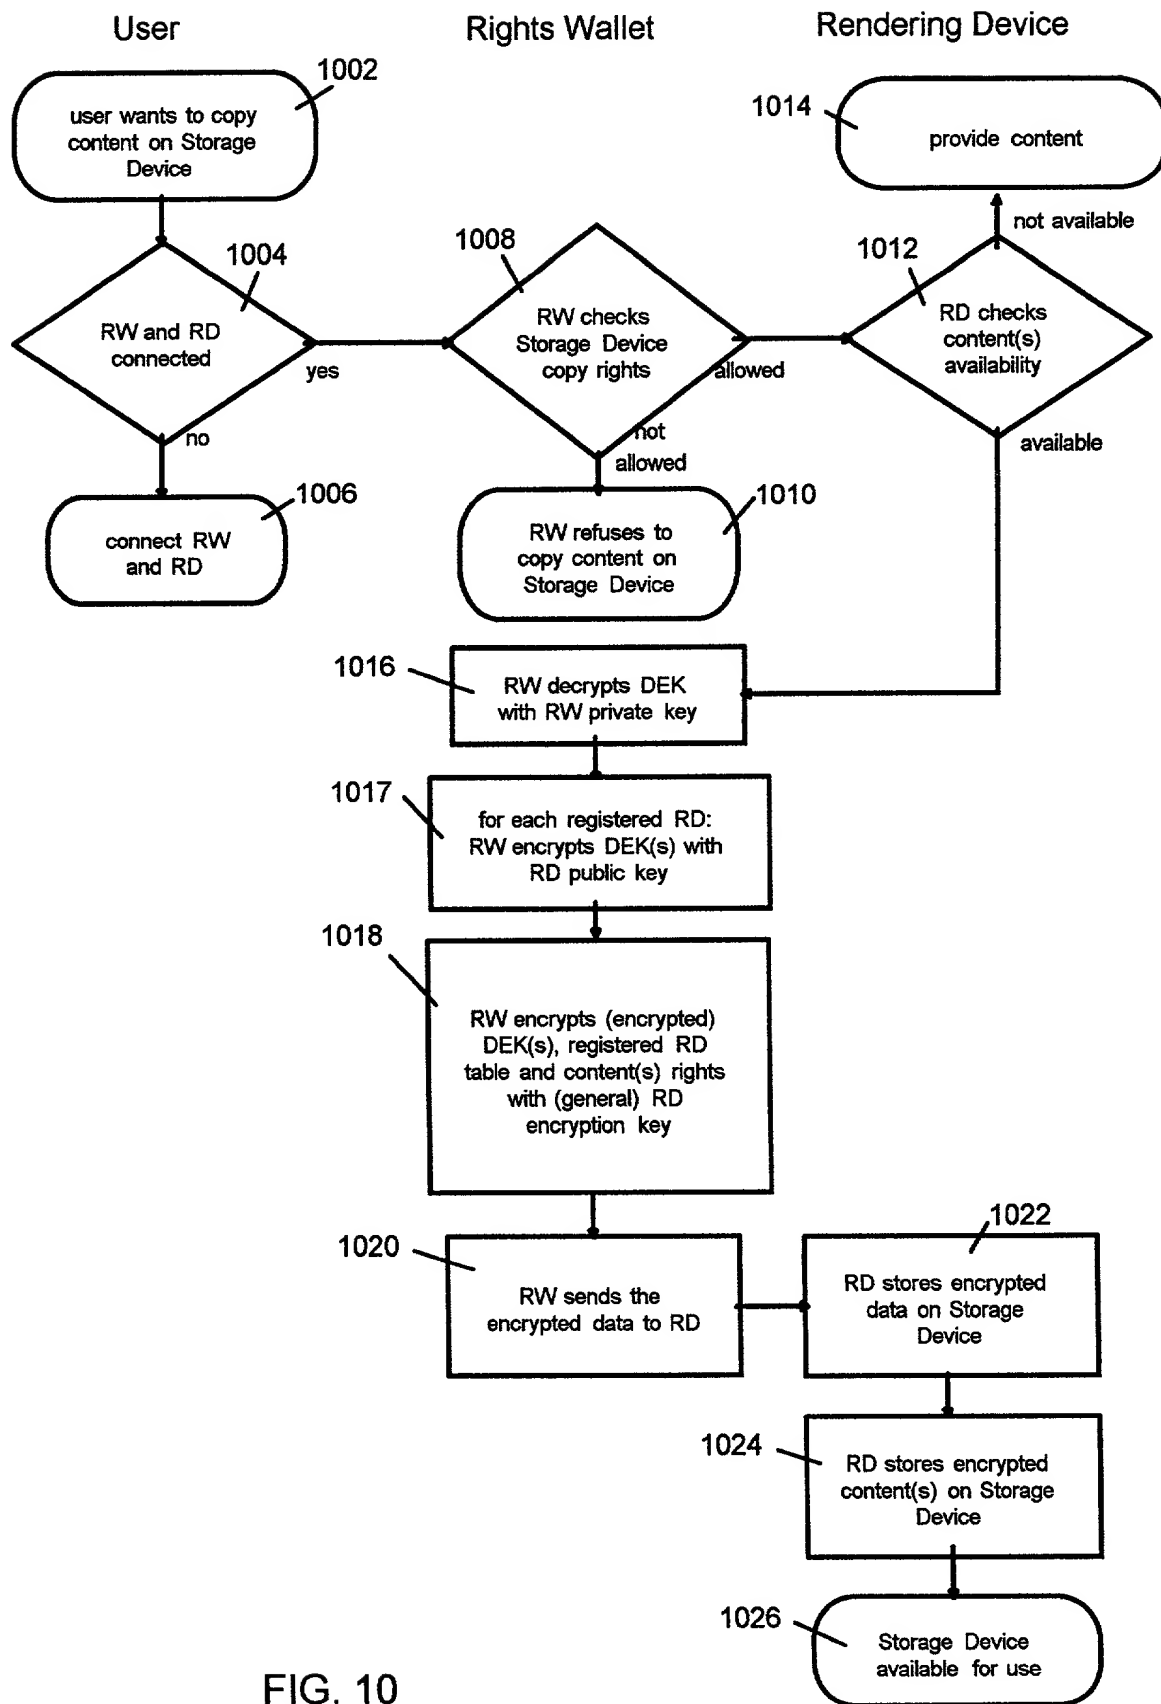 User
Rights Wallet
Rendering Device
1002
user wants to copy
content on Storage
Device
1014
provide content
not available
1004
RW and RD
connected
yes
no
1008
RW checks
Storage Device
copy rights
allowed
not
allowed
1012
RD checks
content(s)
availability
available
1006
connect RW
and RD
1010
RW refuses to
copy content on
Storage Device
1016
RW decrypts DEK
with RW private key
1017
for each registered RD:
RW encrypts DEK(s) with
RD public key
1018
RW encrypts (encrypted)
DEK(s), registered RD
table and content(s) rights
with (general) RD
encryption key
1020
RW sends the
encrypted data to RD
1022
RD stores encrypted
data on Storage
Device
1024
RD stores encrypted
content(s) on Storage
Device
1026
Storage Device
available for use
FIG. 10